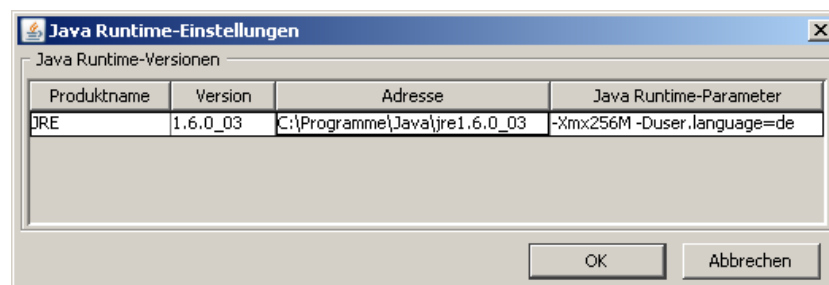 Java Runtime-Einstellungen
Java Runtime-Versionen
Produktname Version Adresse Java Runtime-Parameter
JRE 1.6.0_03 C:\Programme\Java\jre1.6.0_03 -Xmx256M -Duser.language=de
OK Abbrechen